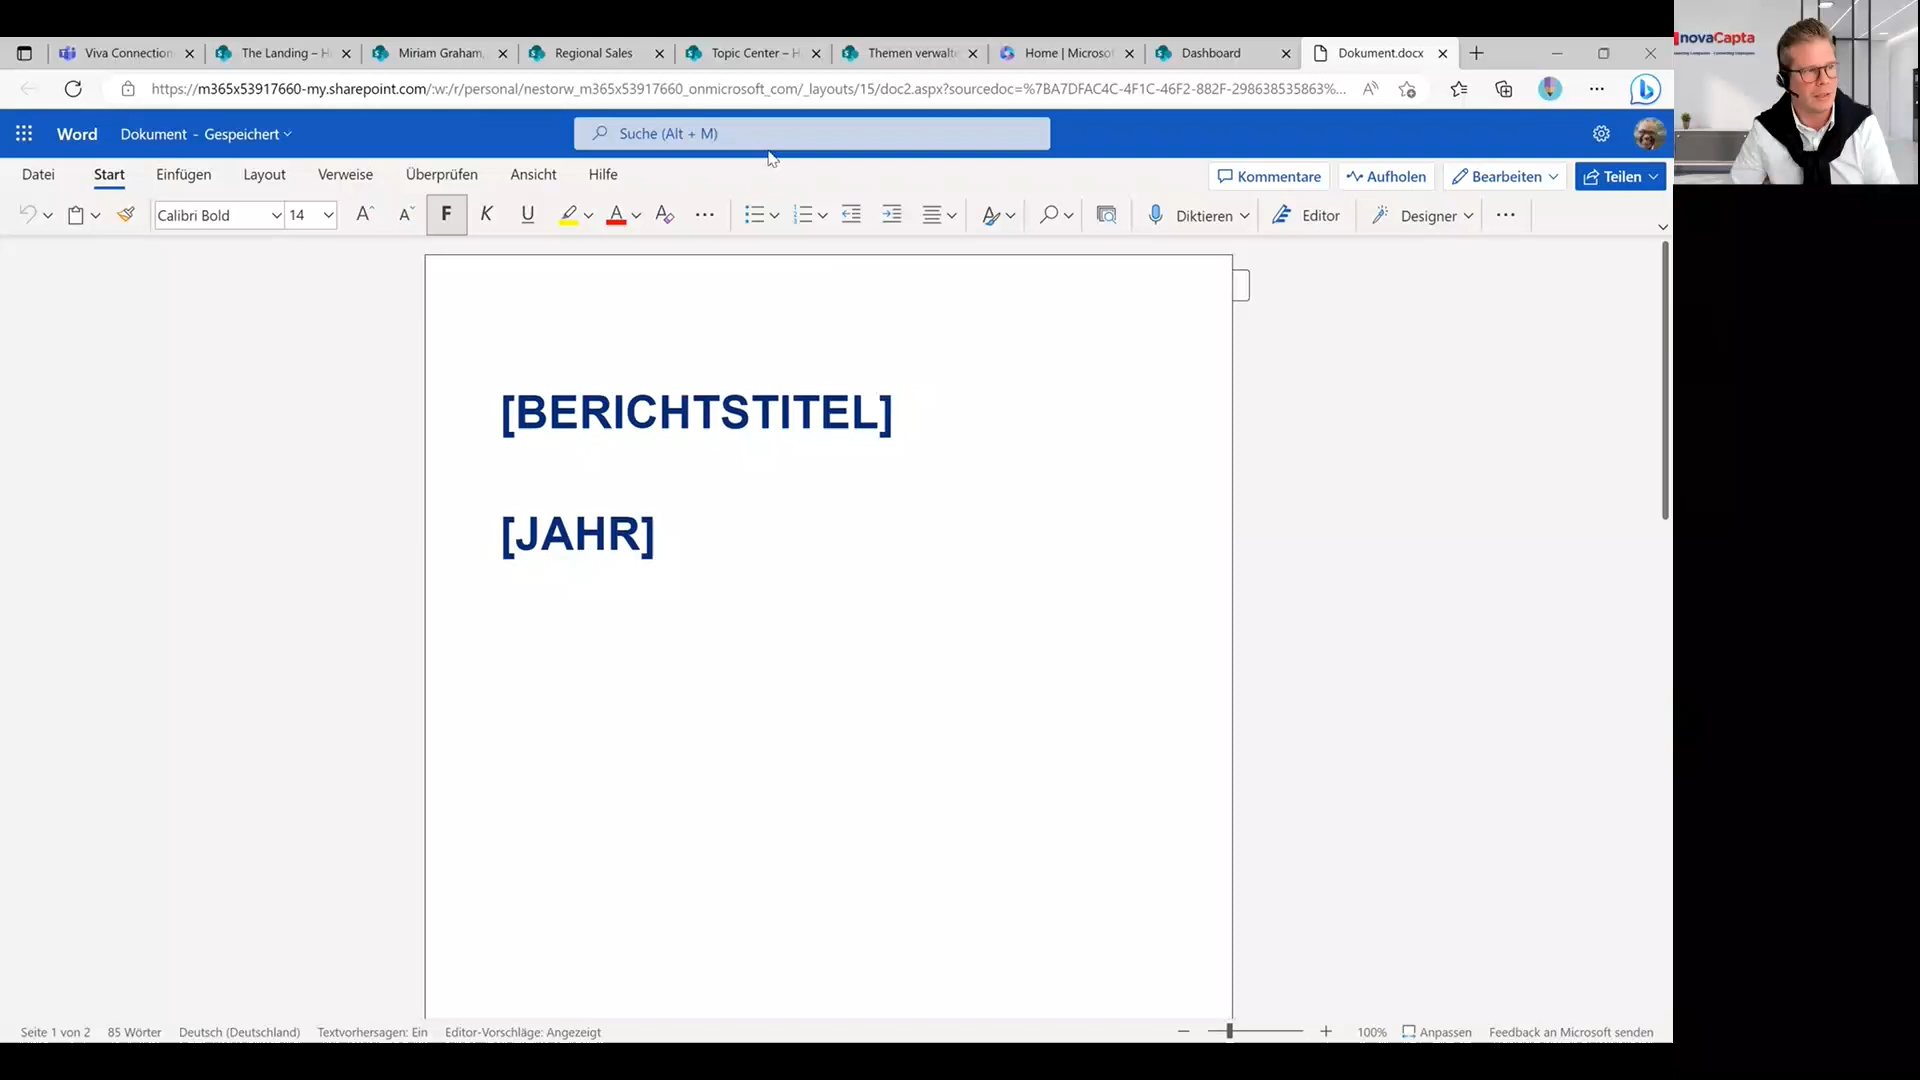 Viva Connection
The Landing – H
Miriam Graham,
Regional Sales
Topic Center – H
Themen verwalte
Home | Microsof
Dashboard
Dokument.docx
https://m365x53917660-my.sharepoint.com/:w:/r/personal/nestorw_m365x53917660_onmicrosoft_com/_layouts/15/doc2.aspx?sourcedoc=%7BA7DFAC4C-4F1C-46F2-882F-298638535863%...
novaCapta
Word
Dokument - Gespeichert
Suche (Alt + M)
Datei Start Einfügen Layout Verweise Überprüfen Ansicht Hilfe
Kommentare Aufholen Bearbeiten Teilen
Calibri Bold 14 F K U Diktieren Editor Designer
[BERICHTSTITEL]
[JAHR]
Seite 1 von 2 85 Wörter Deutsch (Deutschland) Textvorhersagen: Ein Editor-Vorschläge: Angezeigt 100% Anpassen Feedback an Microsoft senden